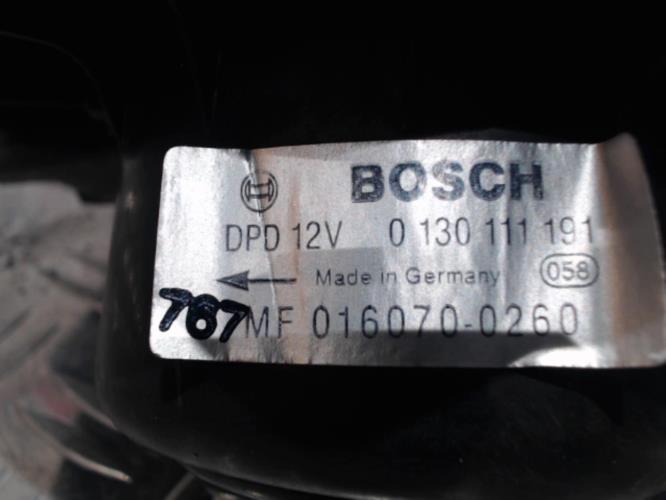 BOSCH
DPD 12V 0 130 111 191
Made in Germany 058
767 MF 016070-0260